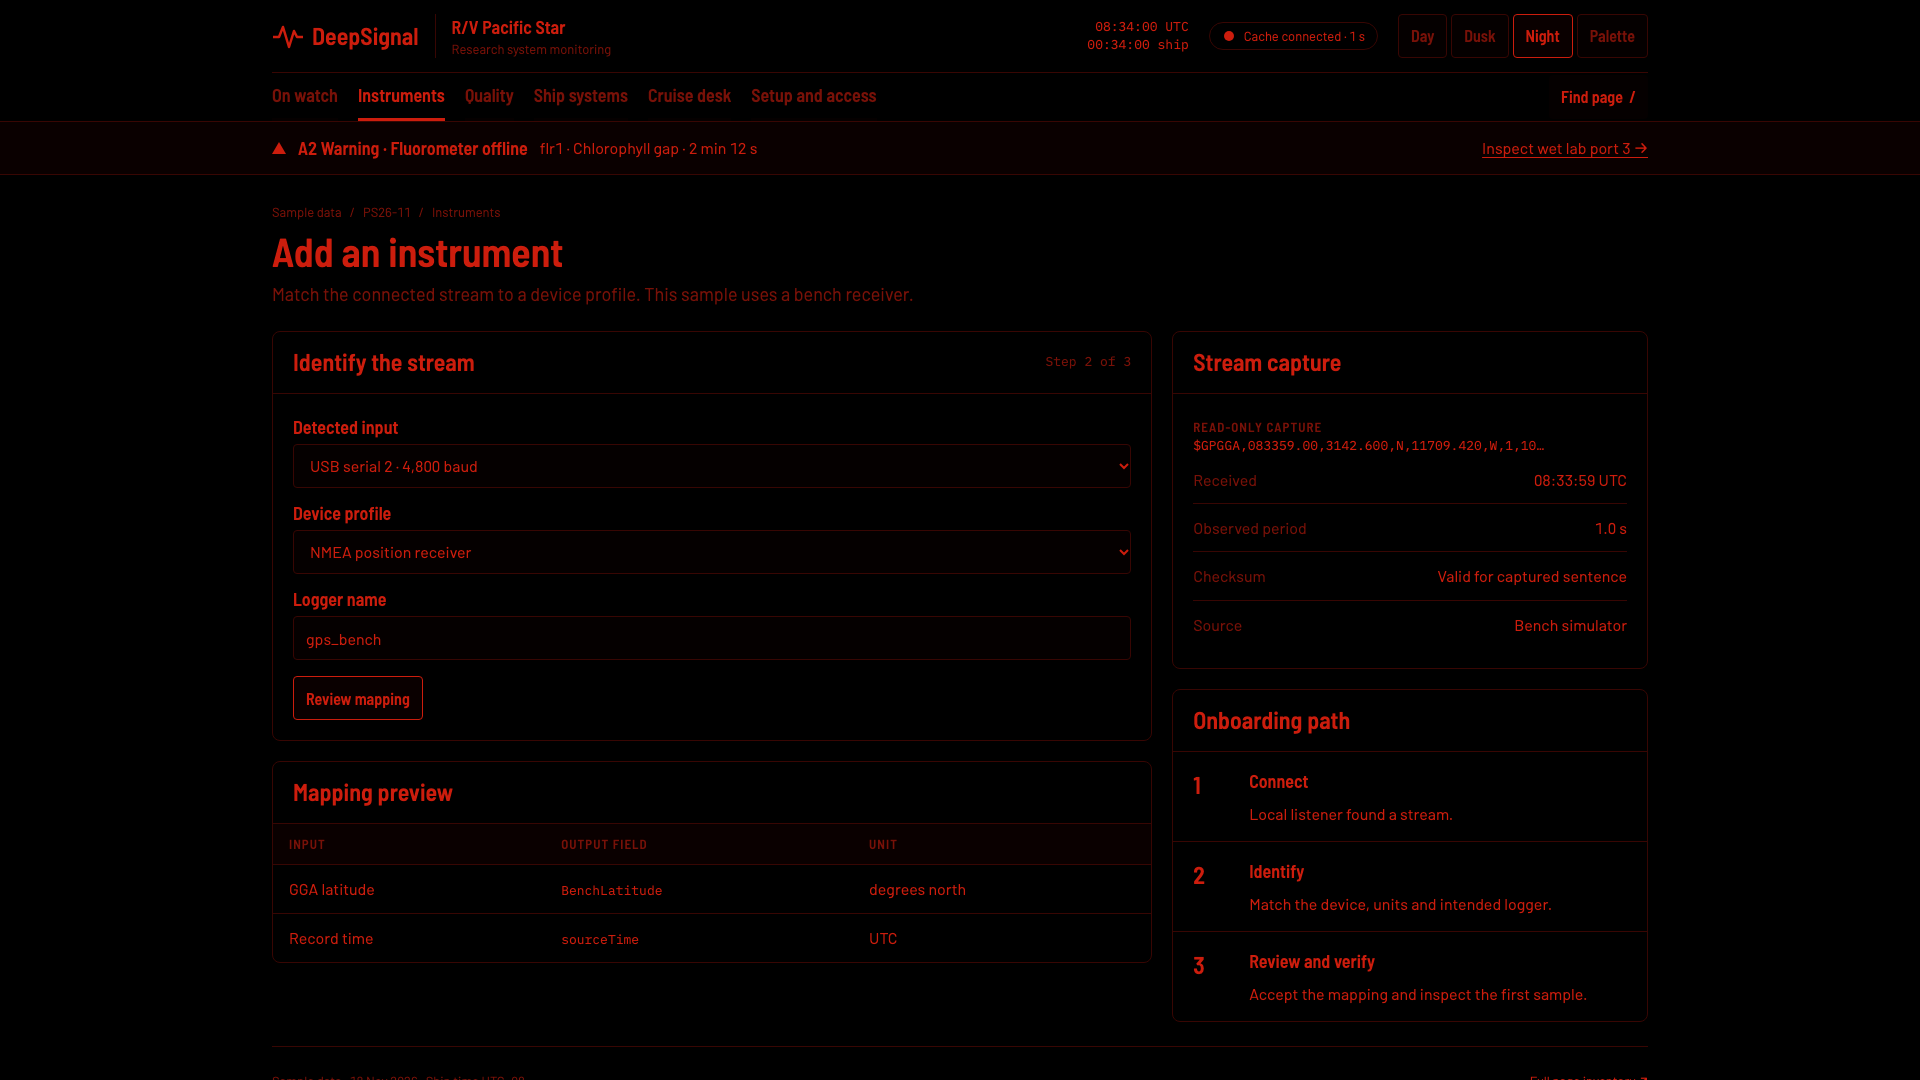 DeepSignal
R/V Pacific Star
Research system monitoring
08:34:00 UTC
00:34:00 ship
Cache connected · 1 s
Day
Dusk
Night
Palette
On watch
Instruments
Quality
Ship systems
Cruise desk
Setup and access
Find page /
A2 Warning · Fluorometer offline
flr1 · Chlorophyll gap · 2 min 12 s
Inspect wet lab port 3 →
Sample data / PS26-11 / Instruments
Add an instrument
Match the connected stream to a device profile. This sample uses a bench receiver.
Identify the stream
Step 2 of 3
Detected input
USB serial 2 · 4,800 baud
Device profile
NMEA position receiver
Logger name
gps_bench
Review mapping
Mapping preview
INPUT OUTPUT FIELD UNIT
GGA latitude BenchLatitude degrees north
Record time sourceTime UTC
Stream capture
READ-ONLY CAPTURE
$GPGGA,083359.00,3142.600,N,11709.420,W,1,10…
Received 08:33:59 UTC
Observed period 1.0 s
Checksum Valid for captured sentence
Source Bench simulator
Onboarding path
1 Connect
Local listener found a stream.
2 Identify
Match the device, units and intended logger.
3 Review and verify
Accept the mapping and inspect the first sample.